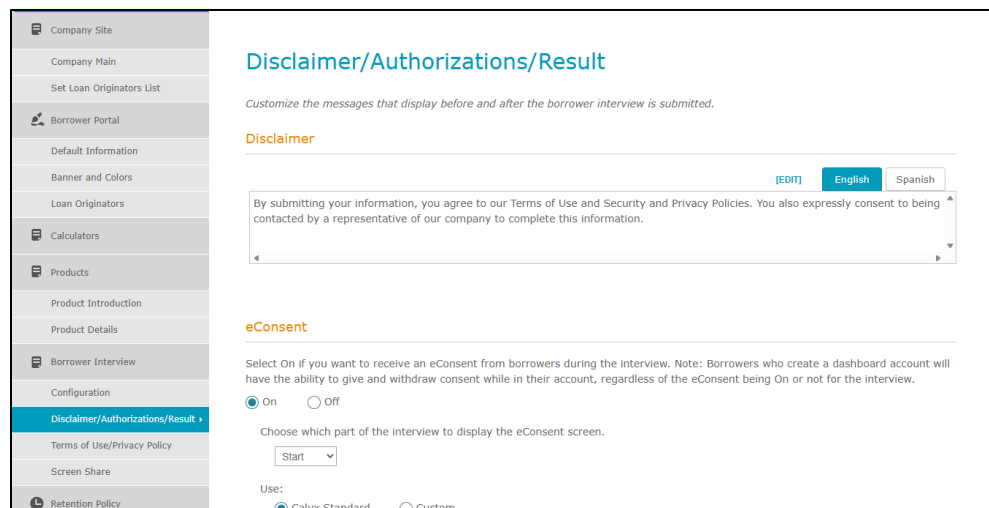 Company Site
Company Main
Set Loan Originators List
Borrower Portal
Default Information
Banner and Colors
Loan Originators
Calculators
Products
Product Introduction
Product Details
Borrower Interview
Configuration
Disclaimer/Authorizations/Result
Terms of Use/Privacy Policy
Screen Share
Retention Policy
Disclaimer/Authorizations/Result
Customize the messages that display before and after the borrower interview is submitted.
Disclaimer
[EDIT] English Spanish
By submitting your information, you agree to our Terms of Use and Security and Privacy Policies. You also expressly consent to being
contacted by a representative of our company to complete this information.
eConsent
Select On if you want to receive an eConsent from borrowers during the interview. Note: Borrowers who create a dashboard account will
have the ability to give and withdraw consent while in their account, regardless of the eConsent being On or not for the interview.
On Off
Choose which part of the interview to display the eConsent screen.
Start
Use:
Calyx Standard Custom